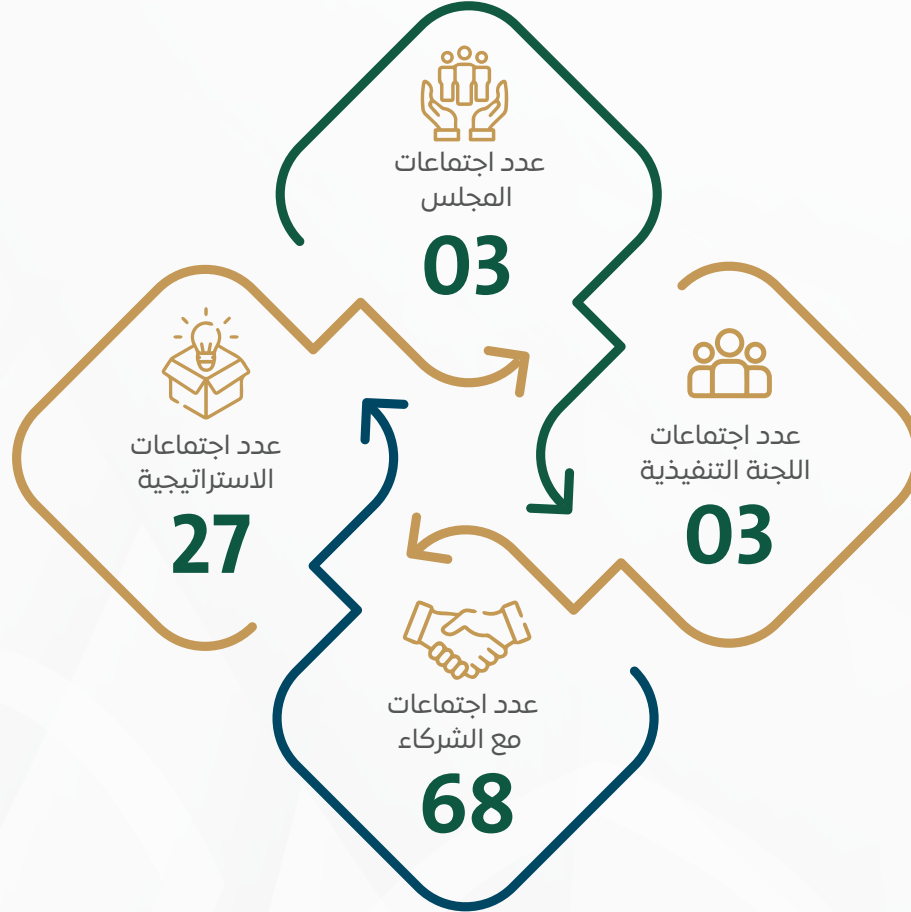 عدد اجتماعات
المجلس
03
عدد اجتماعات
اللجنة التنفيذية
03
عدد اجتماعات
الاستراتيجية
27
عدد اجتماعات
مع الشركاء
68